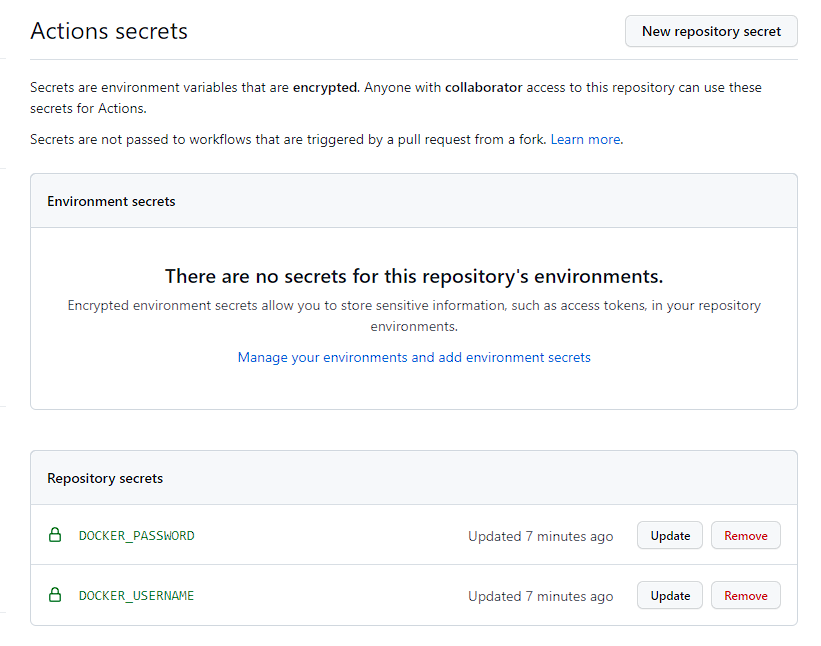 Actions secrets
New repository secret
Secrets are environment variables that are encrypted. Anyone with collaborator access to this repository can use these
secrets for Actions.
Secrets are not passed to workflows that are triggered by a pull request from a fork. Learn more.
Environment secrets
There are no secrets for this repository's environments.
Encrypted environment secrets allow you to store sensitive information, such as access tokens, in your repository
environments.
Manage your environments and add environment secrets
Repository secrets
DOCKER_PASSWORD Updated 7 minutes ago Update Remove
DOCKER_USERNAME Updated 7 minutes ago Update Remove